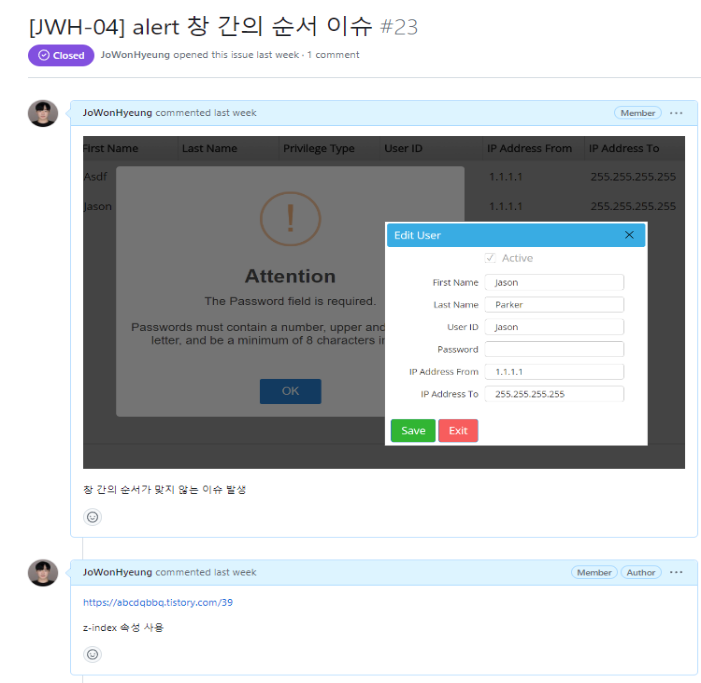 [JWH-04] alert 창 간의 순서 이슈 #23
Closed JoWonHyeung opened this issue last week · 1 comment
JoWonHyeung commented last week Member ···
First Name Last Name Privilege Type User ID IP Address From IP Address To
Asdf 1.1.1.1 255.255.255.255
Jason 1.1.1.1 255.255.255.255
!
Attention
The Password field is required.
Passwords must contain a number, upper and
letter, and be a minimum of 8 characters
OK
Edit User ×
Active
First Name Jason
Last Name Parker
User ID Jason
Password
IP Address From 1.1.1.1
IP Address To 255.255.255.255
Save Exit
창 간의 순서가 맞지 않는 이슈 발생
JoWonHyeung commented last week Member Author ···
https://abcdqbbq.tistory.com/39
z-index 속성 사용